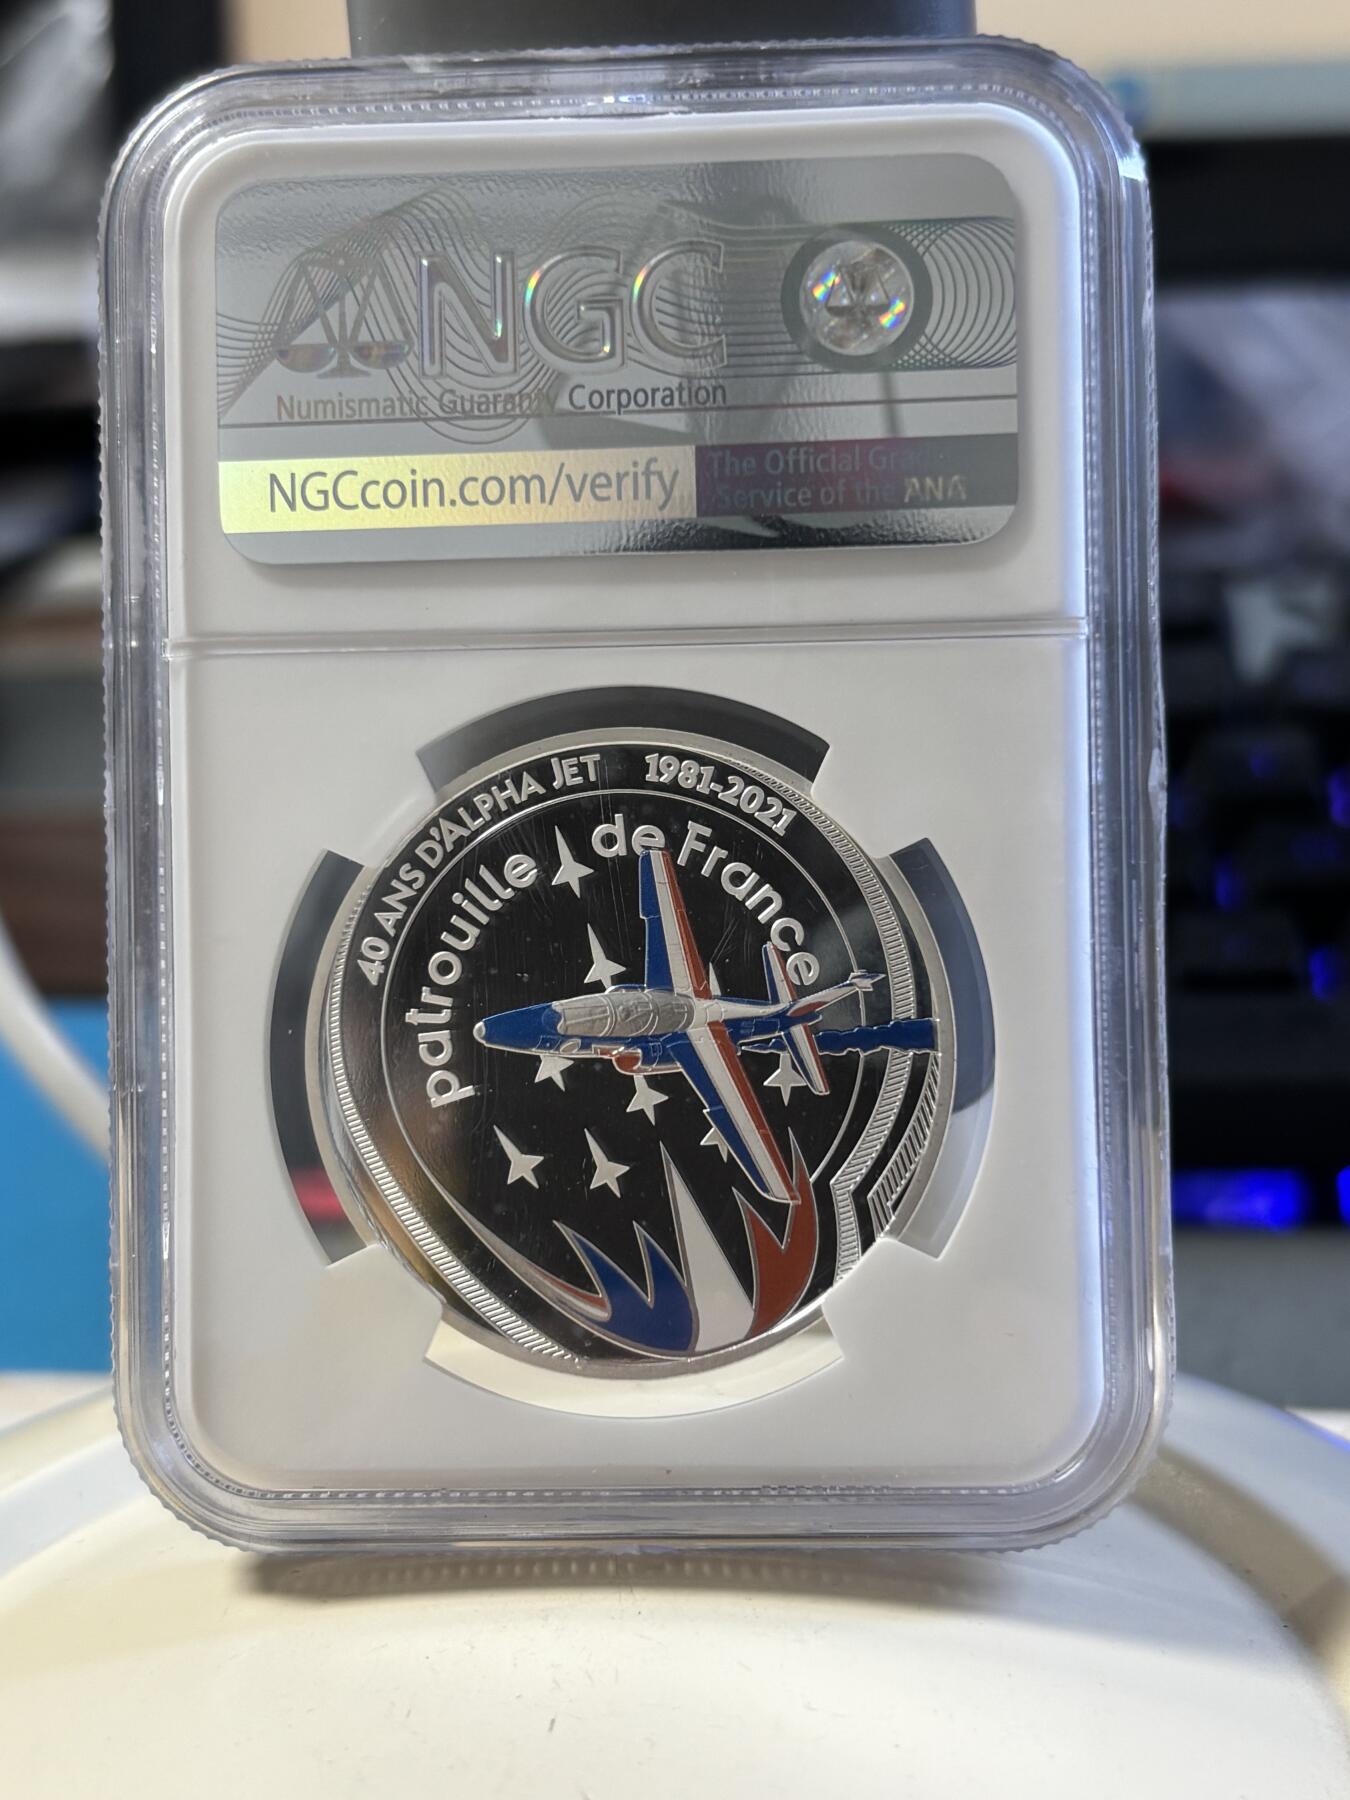 NGC
Numismatic Guaranty Corporation
NGCcoin.com/verify
The Official Grading
Service of the ANA
40 ANS D'ALPHA JET 1981-2021
patrouille de France